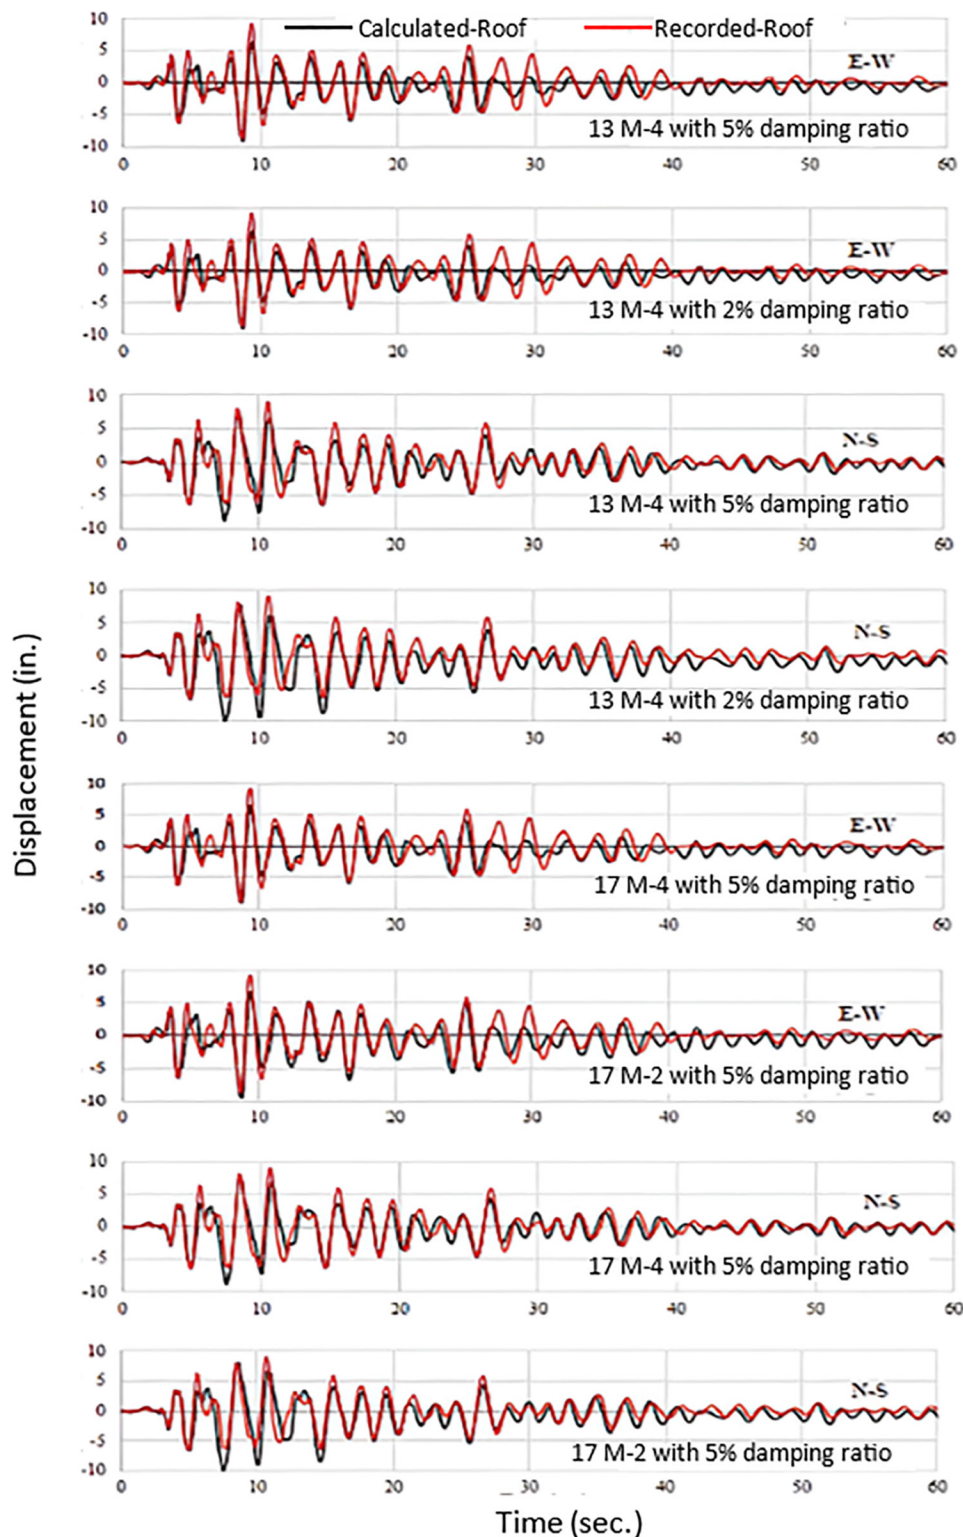 Calculated-Roof Recorded-Roof
10
5
0
-5
-10
E-W
13 M-4 with 5% damping ratio
0 10 20 30 40 50 60
10
5
0
-5
-10
E-W
13 M-4 with 2% damping ratio
0 10 20 30 40 50 60
10
5
0
-5
-10
N-S
13 M-4 with 5% damping ratio
0 10 20 30 40 50 60
10
5
0
-5
-10
N-S
13 M-4 with 2% damping ratio
0 10 20 30 40 50 60
Displacement (in.)
10
5
0
-5
-10
E-W
17 M-4 with 5% damping ratio
0 10 20 30 40 50 60
10
5
0
-5
-10
E-W
17 M-2 with 5% damping ratio
0 10 20 30 40 50 60
10
5
0
-5
-10
N-S
17 M-4 with 5% damping ratio
0 10 20 30 40 50 60
10
5
0
-5
-10
N-S
17 M-2 with 5% damping ratio
0 10 20 30 40 50 60
Time (sec.)